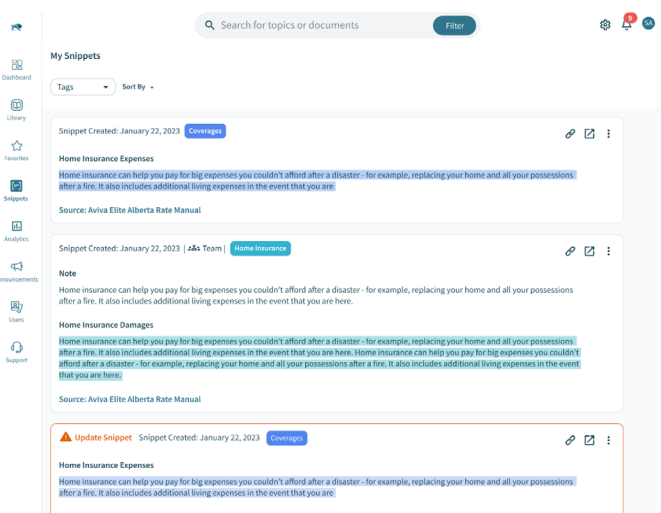 Search for topics or documents
Filter
9
SA
My Snippets
Tags
Sort By
Dashboard
Library
Favorites
Snippets
Analytics
nnouncements
Users
Support
Snippet Created: January 22, 2023 Coverages
Home Insurance Expenses
Home insurance can help you pay for big expenses you couldn't afford after a disaster - for example, replacing your home and all your possessions
after a fire. It also includes additional living expenses in the event that you are
Source: Aviva Elite Alberta Rate Manual
Snippet Created: January 22, 2023 | Team | Home Insurance
Note
Home insurance can help you pay for big expenses you couldn't afford after a disaster - for example, replacing your home and all your possessions
after a fire. It also includes additional living expenses in the event that you are here.
Home Insurance Damages
Home insurance can help you pay for big expenses you couldn't afford after a disaster - for example, replacing your home and all your possessions
after a fire. It also includes additional living expenses in the event that you are here. Home insurance can help you pay for big expenses you couldn't
afford after a disaster - for example, replacing your home and all your possessions after a fire. It also includes additional living expenses in the event
that you are here.
Source: Aviva Elite Alberta Rate Manual
Update Snippet Snippet Created: January 22, 2023 Coverages
Home Insurance Expenses
Home insurance can help you pay for big expenses you couldn't afford after a disaster - for example, replacing your home and all your possessions
after a fire. It also includes additional living expenses in the event that you are